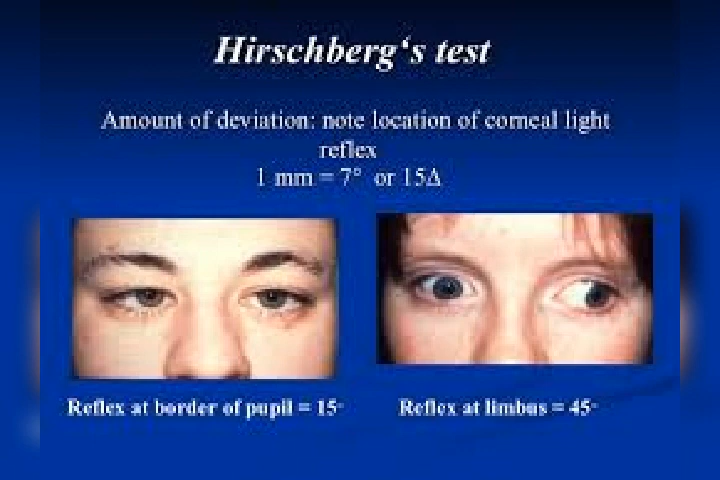 Hirschberg‘s test
Amount of deviation: note location of corneal light
reflex
1 mm = 7° or 15Δ
Reflex at border of pupil = 15°
Reflex at limbus = 45°